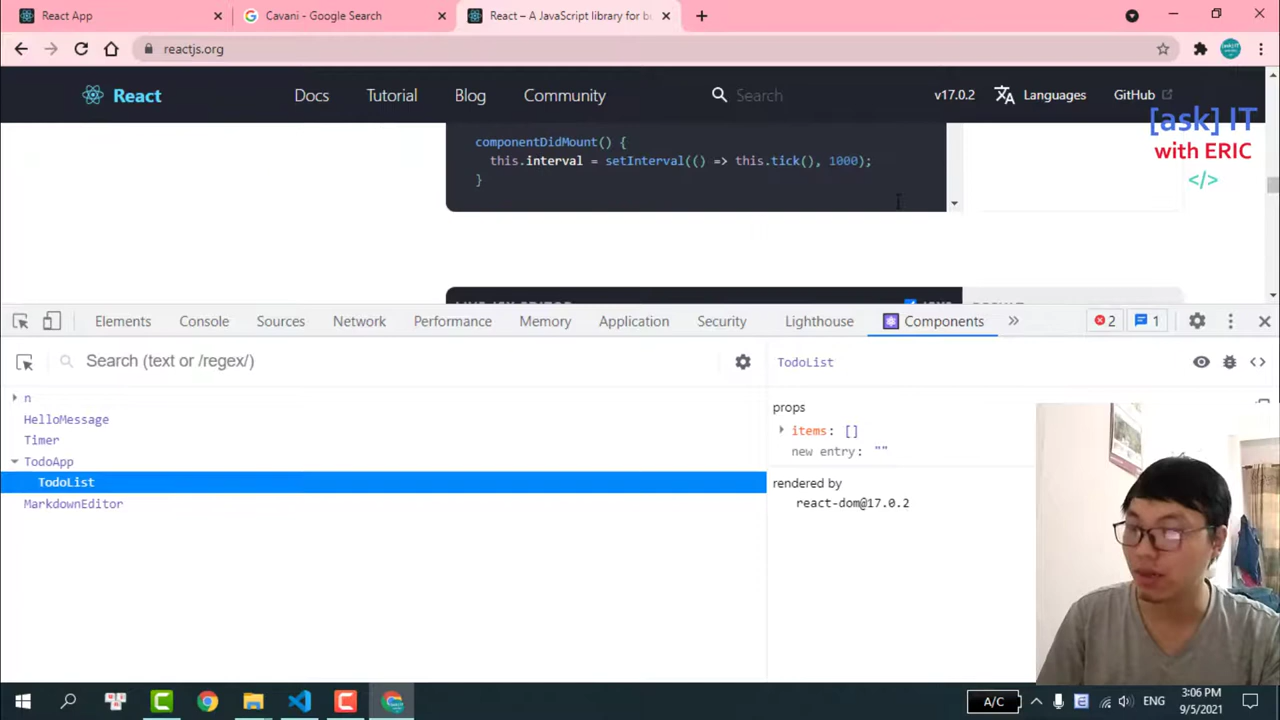 React App
Cavani - Google Search
React – A JavaScript library for b
reactjs.org
React
Docs
Tutorial
Blog
Community
Search
v17.0.2
Languages
GitHub
[ask] IT
with ERIC
</>
componentDidMount() {
this.interval = setInterval(() => this.tick(), 1000);
}
Elements
Console
Sources
Network
Performance
Memory
Application
Security
Lighthouse
Components
2
1
Search (text or /regex/)
TodoList
n
HelloMessage
Timer
TodoApp
TodoList
MarkdownEditor
props
items: []
new entry: ""
rendered by
react-dom@17.0.2
A/C
ENG
3:06 PM
9/5/2021